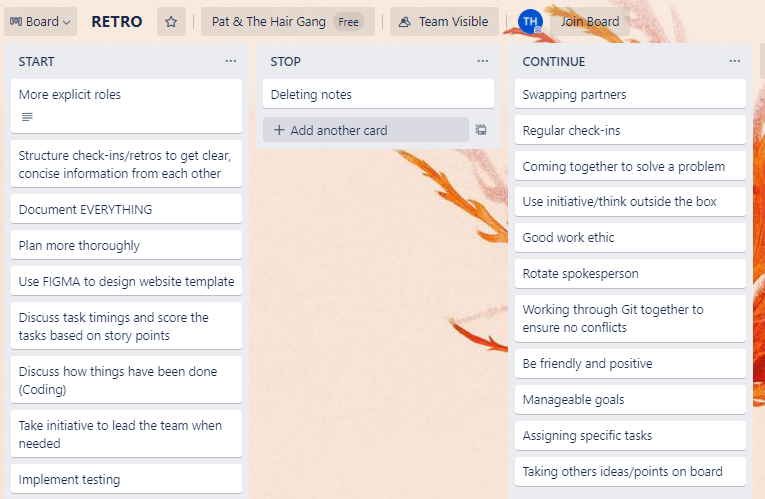 Board
RETRO
Pat & The Hair Gang
Free
Team Visible
TH
Join Board
START
More explicit roles
Structure check-ins/retros to get clear,
concise information from each other
Document EVERYTHING
Plan more thoroughly
Use FIGMA to design website template
Discuss task timings and score the
tasks based on story points
Discuss how things have been done
(Coding)
Take initiative to lead the team when
needed
Implement testing
STOP
Deleting notes
+ Add another card
CONTINUE
Swapping partners
Regular check-ins
Coming together to solve a problem
Use initiative/think outside the box
Good work ethic
Rotate spokesperson
Working through Git together to
ensure no conflicts
Be friendly and positive
Manageable goals
Assigning specific tasks
Taking others ideas/points on board